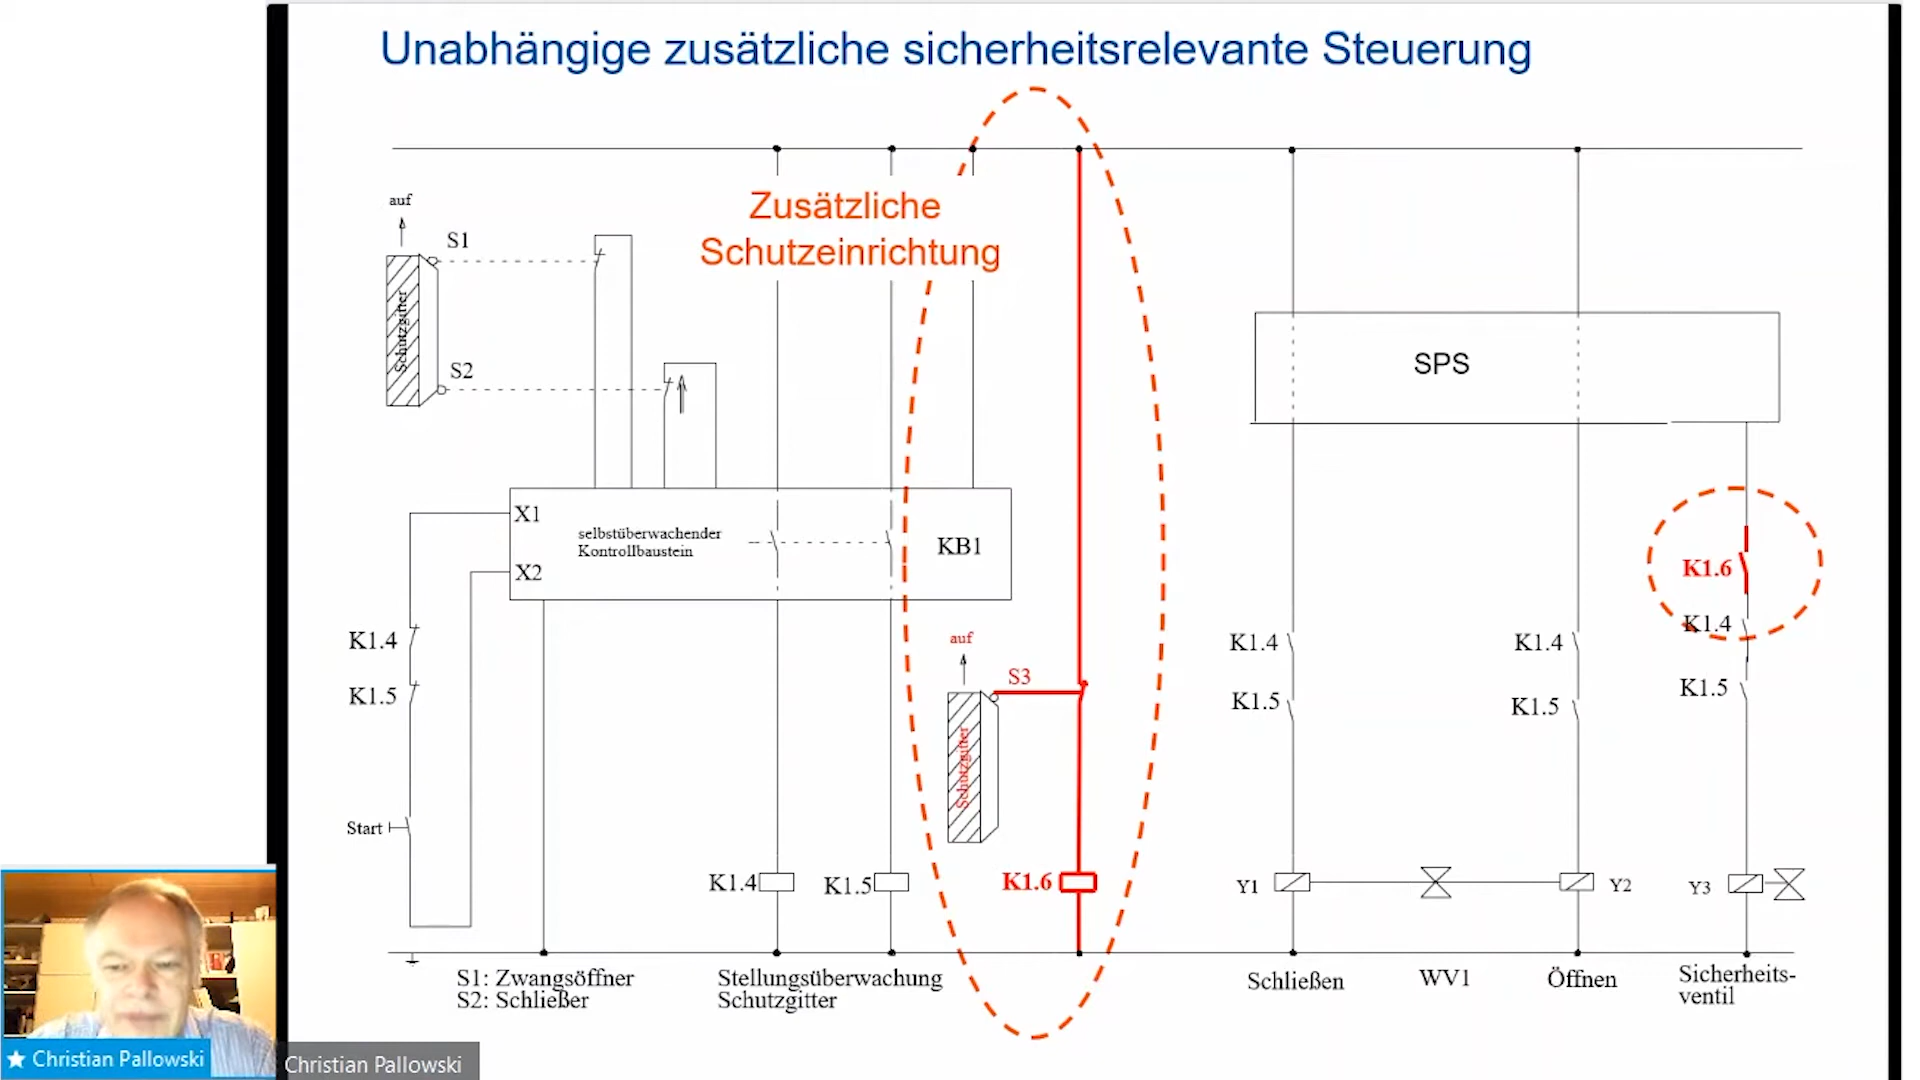 Unabhängige zusätzliche sicherheitsrelevante Steuerung
Zusätzliche
Schutzeinrichtung
auf
S1
Schutzgitter
S2
SPS
X1
selbstüberwachender
Kontrollbaustein
KB1
X2
K1.6
K1.4
K1.4
auf
K1.4
K1.4
S3
K1.5
K1.5
K1.5
K1.5
Schutzgitter
Start
K1.4
K1.5
K1.6
Y1
Y2
Y3
S1: Zwangsöffner
S2: Schließer
Stellungsüberwachung
Schutzgitter
Schließen
WV1
Öffnen
Sicherheits-
ventil
Christian Pallowski
Christian Pallowski